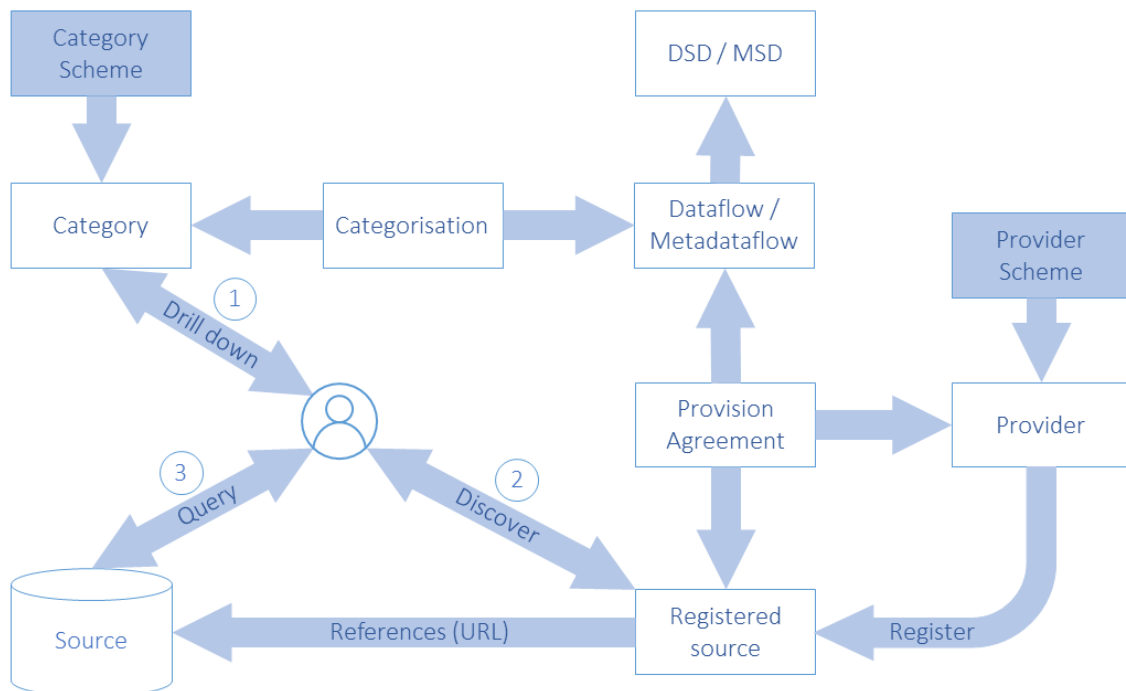 Category
Scheme
DSD / MSD
Category
Categorisation
Dataflow /
Metadataflow
Provider
Scheme
1
Drill down
Provision
Agreement
Provider
3
Query
2
Discover
Source
References (URL)
Registered
source
Register